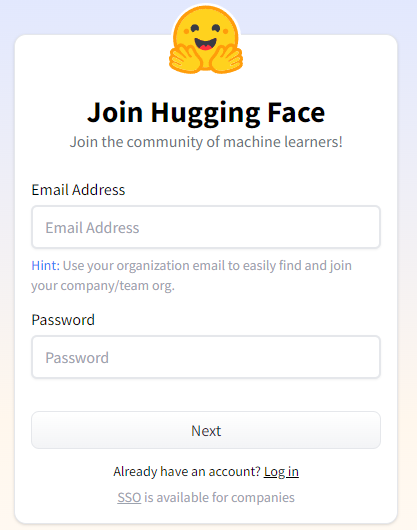 Join Hugging Face
Join the community of machine learners!
Email Address
Email Address
Hint: Use your organization email to easily find and join
your company/team org.
Password
Password
Next
Already have an account? Log in
SSO is available for companies